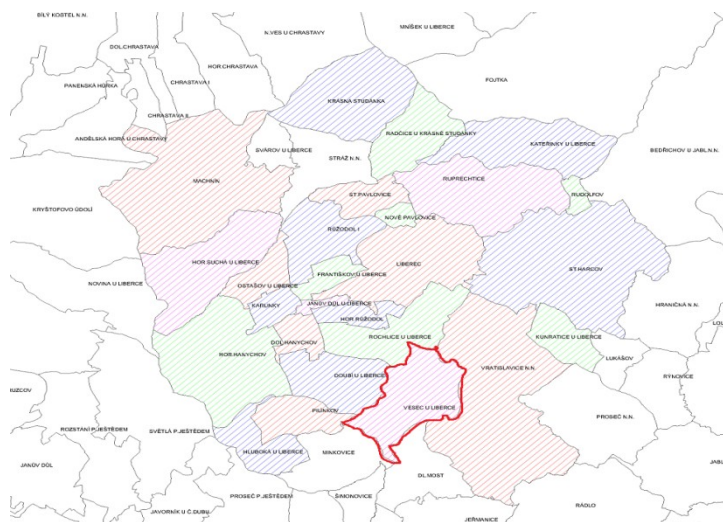 BÍLÝ KOSTEL N.N.
N.VES U CHRASTAVY
MNÍŠEK U LIBERCE
DOL.CHRASTAVA
HOR.CHRASTAVA
FOJTKA
PANENSKÁ HŮRKA
CHRASTAVA I
KRÁSNÁ STUDÁNKA
CHRASTAVA II
ANDĚLSKÁ HORA U CHRASTAVY
SVÁROV U LIBERCE
RADČICE U KRÁSNÉ STUDÁNKY
KATEŘINKY U LIBERCE
BEDŘICHOV U JABL.N.N.
STRÁŽ N.N.
MACHNÍN
RUPRECHTICE
ST.PAVLOVICE
RUDOLFOV
KRYŠTOFOVO ÚDOLÍ
NOVÉ PAVLOVICE
RŮŽODOL I
HOR.SUCHÁ U LIBERCE
LIBEREC
ST.HARCOV
FRANTIŠKOV U LIBERCE
NOVINA U LIBERCE
OSTAŠOV U LIBERCE
KARLINKY
JANŮV DŮL U LIBERCE
HRANIČNÁ N.N.
HOR.RŮŽODOL
ROCHLICE U LIBERCE
KUNRATICE U LIBERCE
DOL.HANYCHOV
HOR.HANYCHOV
LUKÁŠOV
VRATISLAVICE N.N.
RÝNOVICE
DOUBÍ U LIBERCE
VESEC U LIBERCE
PILÍNKOV
PROSEČ N.N.
ROZSTÁNÍ P.JEŠTĚDEM
SVĚTLÁ P.JEŠTĚDEM
HLUBOKÁ U LIBERCE
MINKOVICE
JANŮV DŮL
DL.MOST
PROSEČ P.JEŠTĚDEM
ŠIMONOVICE
RÁDLO
JAVORNÍK U Č.DUBU
JEŘMANICE